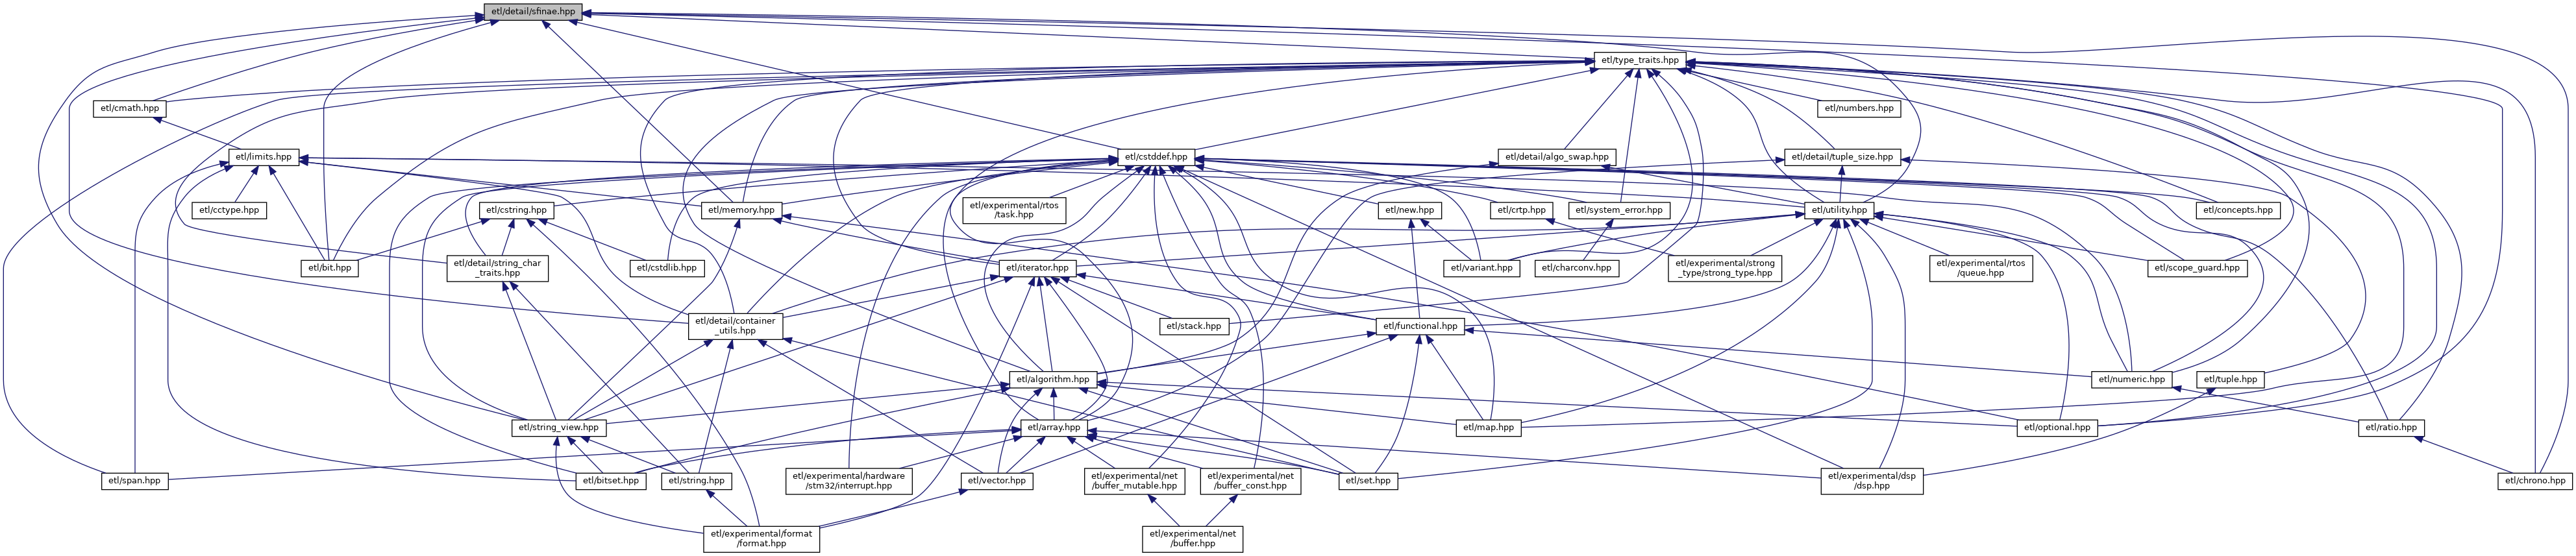 etl/detail/sfinae.hpp
etl/type_traits.hpp
etl/cmath.hpp
etl/numbers.hpp
etl/limits.hpp
etl/cstddef.hpp
etl/detail/algo_swap.hpp
etl/detail/tuple_size.hpp
etl/cctype.hpp
etl/cstring.hpp
etl/memory.hpp
etl/experimental/rtos
/task.hpp
etl/new.hpp
etl/crtp.hpp
etl/system_error.hpp
etl/utility.hpp
etl/concepts.hpp
etl/bit.hpp
etl/detail/string_char
_traits.hpp
etl/cstdlib.hpp
etl/iterator.hpp
etl/variant.hpp
etl/charconv.hpp
etl/experimental/strong
_type/strong_type.hpp
etl/experimental/rtos
/queue.hpp
etl/scope_guard.hpp
etl/detail/container
_utils.hpp
etl/stack.hpp
etl/functional.hpp
etl/algorithm.hpp
etl/numeric.hpp
etl/tuple.hpp
etl/string_view.hpp
etl/array.hpp
etl/map.hpp
etl/optional.hpp
etl/ratio.hpp
etl/span.hpp
etl/bitset.hpp
etl/string.hpp
etl/experimental/hardware
/stm32/interrupt.hpp
etl/vector.hpp
etl/experimental/net
/buffer_mutable.hpp
etl/experimental/net
/buffer_const.hpp
etl/set.hpp
etl/experimental/dsp
/dsp.hpp
etl/chrono.hpp
etl/experimental/format
/format.hpp
etl/experimental/net
/buffer.hpp